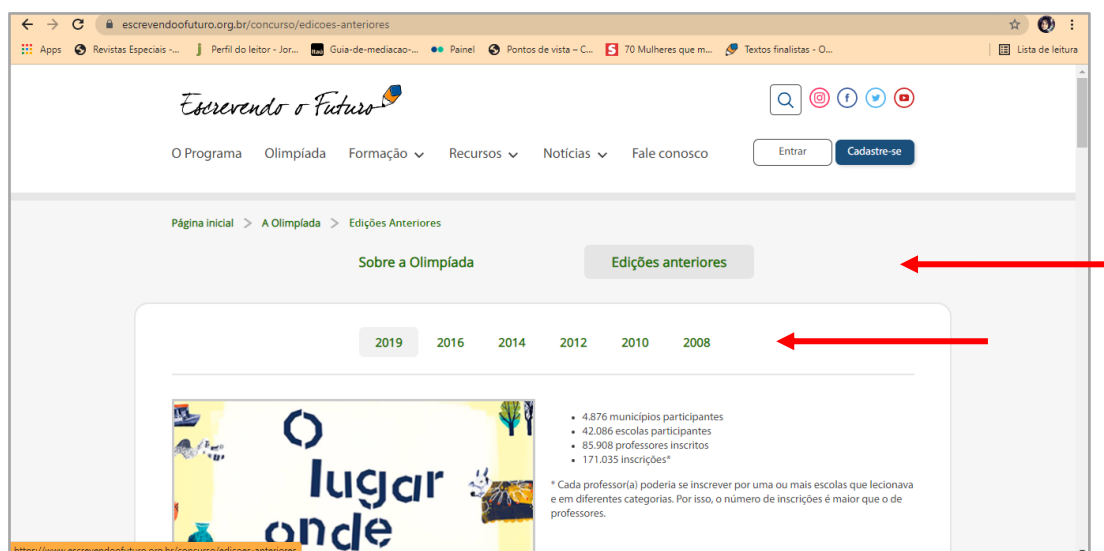 escrevendoofuturo.org.br/concurso/edicoes-anteriores
Apps Revistas Especiais -... Perfil do leitor - Jor... Guia-de-mediacao-... Painel Pontos de vista – C... 70 Mulheres que m... Textos finalistas - O... Lista de leitura
Escrevendo o Futuro
O Programa Olimpíada Formação Recursos Notícias Fale conosco Entrar Cadastre-se
Página inicial > A Olimpíada > Edições Anteriores
Sobre a Olimpíada Edições anteriores
2019 2016 2014 2012 2010 2008
O
lugar
onde
• 4.876 municípios participantes
• 42.086 escolas participantes
• 85.908 professores inscritos
• 171.035 inscrições*
* Cada professor(a) poderia se inscrever por uma ou mais escolas que lecionava
e em diferentes categorias. Por isso, o número de inscrições é maior que o de
professores.
https://www.escrevendoofuturo.org.br/concurso/edicoes-anteriores